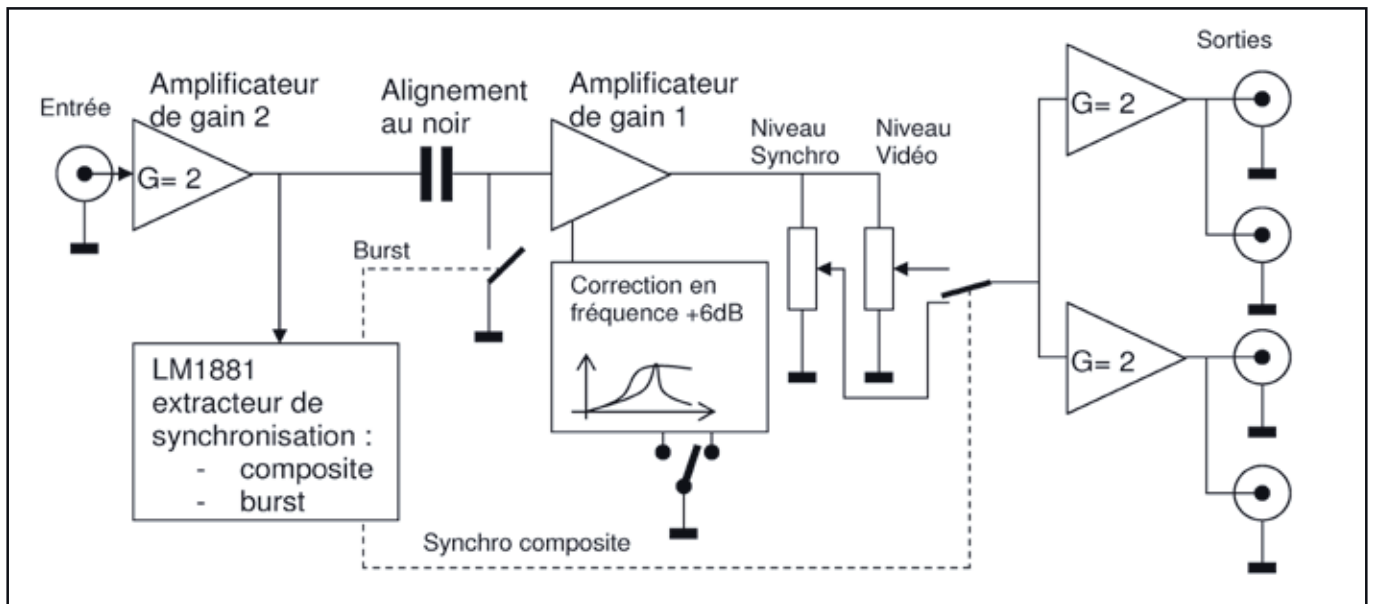 Entrée
Amplificateur
de gain 2
G= 2
Alignement
au noir
Amplificateur
de gain 1
Niveau
Synchro
Niveau
Vidéo
G= 2
Sorties
Burst
Correction en
fréquence +6dB
G= 2
LM1881
extracteur de
synchronisation :
- composite
- burst
Synchro composite